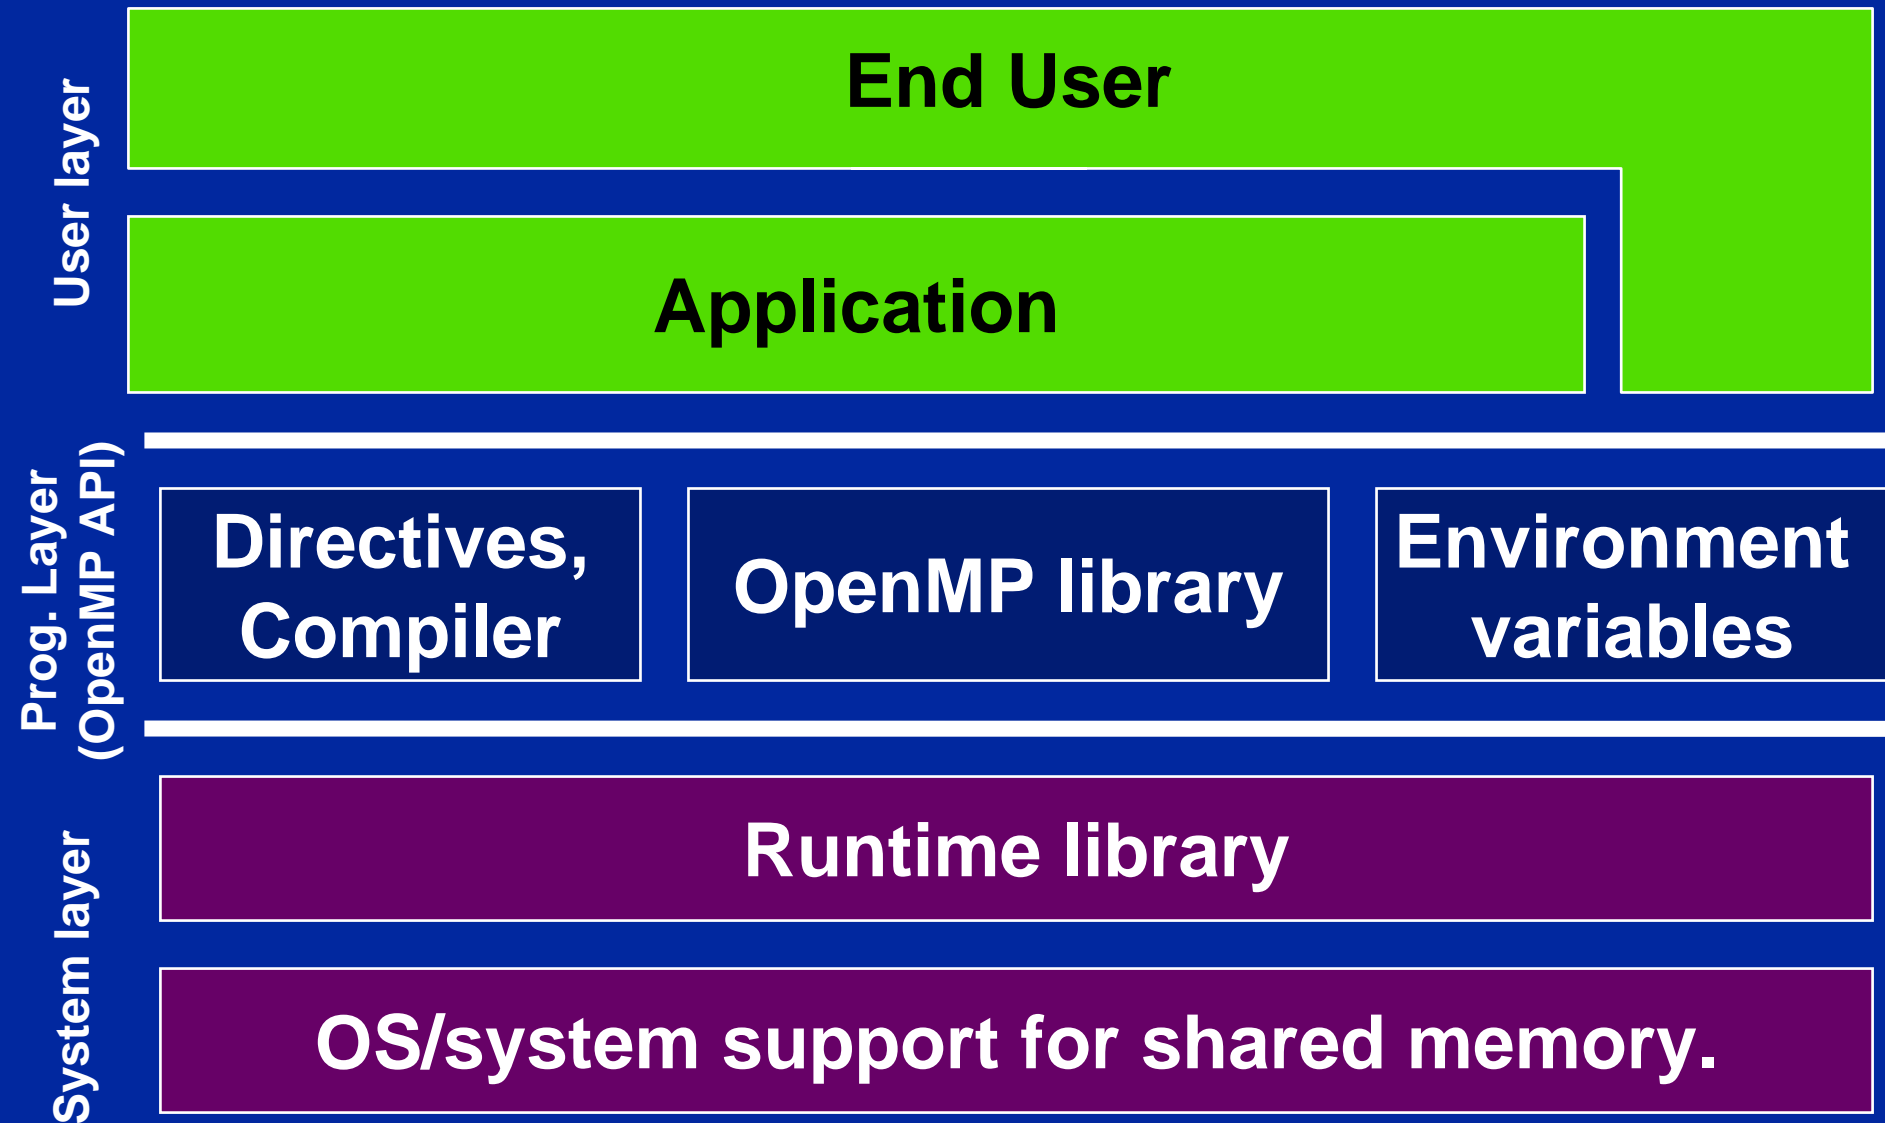 User layer
End User
Application
Prog. Layer
(OpenMP API)
Directives,
Compiler
OpenMP library
Environment
variables
System layer
Runtime library
OS/system support for shared memory.